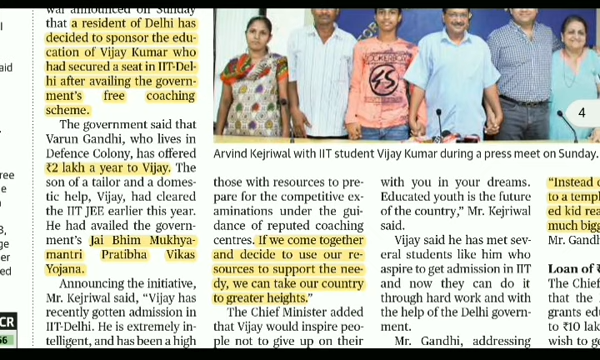 that a resident of Delhi has
decided to sponsor the edu-
cation of Vijay Kumar who
had secured a seat in IIT-Del-
hi after availing the govern-
ment's free coaching
scheme.
The government said that
Varun Gandhi, who lives in
Defence Colony, has offered
₹2 lakh a year to Vijay. The
son of a tailor and a domes-
tic help, Vijay, had cleared
the IIT JEE earlier this year.
He had availed the govern-
ment's Jai Bhim Mukhya-
mantri Pratibha Vikas
Yojana.
Announcing the initiative,
Mr. Kejriwal said, "Vijay has
recently gotten admission in
IIT-Delhi. He is extremely in-
telligent, and has been a high
4
Arvind Kejriwal with IIT student Vijay Kumar during a press meet on Sunday.
those with resources to pre-
pare for the competitive ex-
aminations under the gui-
dance of reputed coaching
centres. If we come together
and decide to use our re-
sources to support the nee-
dy, we can take our country
to greater heights."
The Chief Minister added
that Vijay would inspire peo-
ple not to give up on their
with you in your dreams.
Educated youth is the future
of the country," Mr. Kejriwal
said.
Vijay said he has met sev-
eral students like him who
aspire to get admission in IIT
and now they can do it
through hard work and with
the help of the Delhi govern-
ment.
Mr. Gandhi, addressing
"Instead
to a templ
ed kid rea
much bigg
Mr. Gandh
Loan of
The Chief
that the
grants edu
to ₹10 lak
wish to ge
CR
56